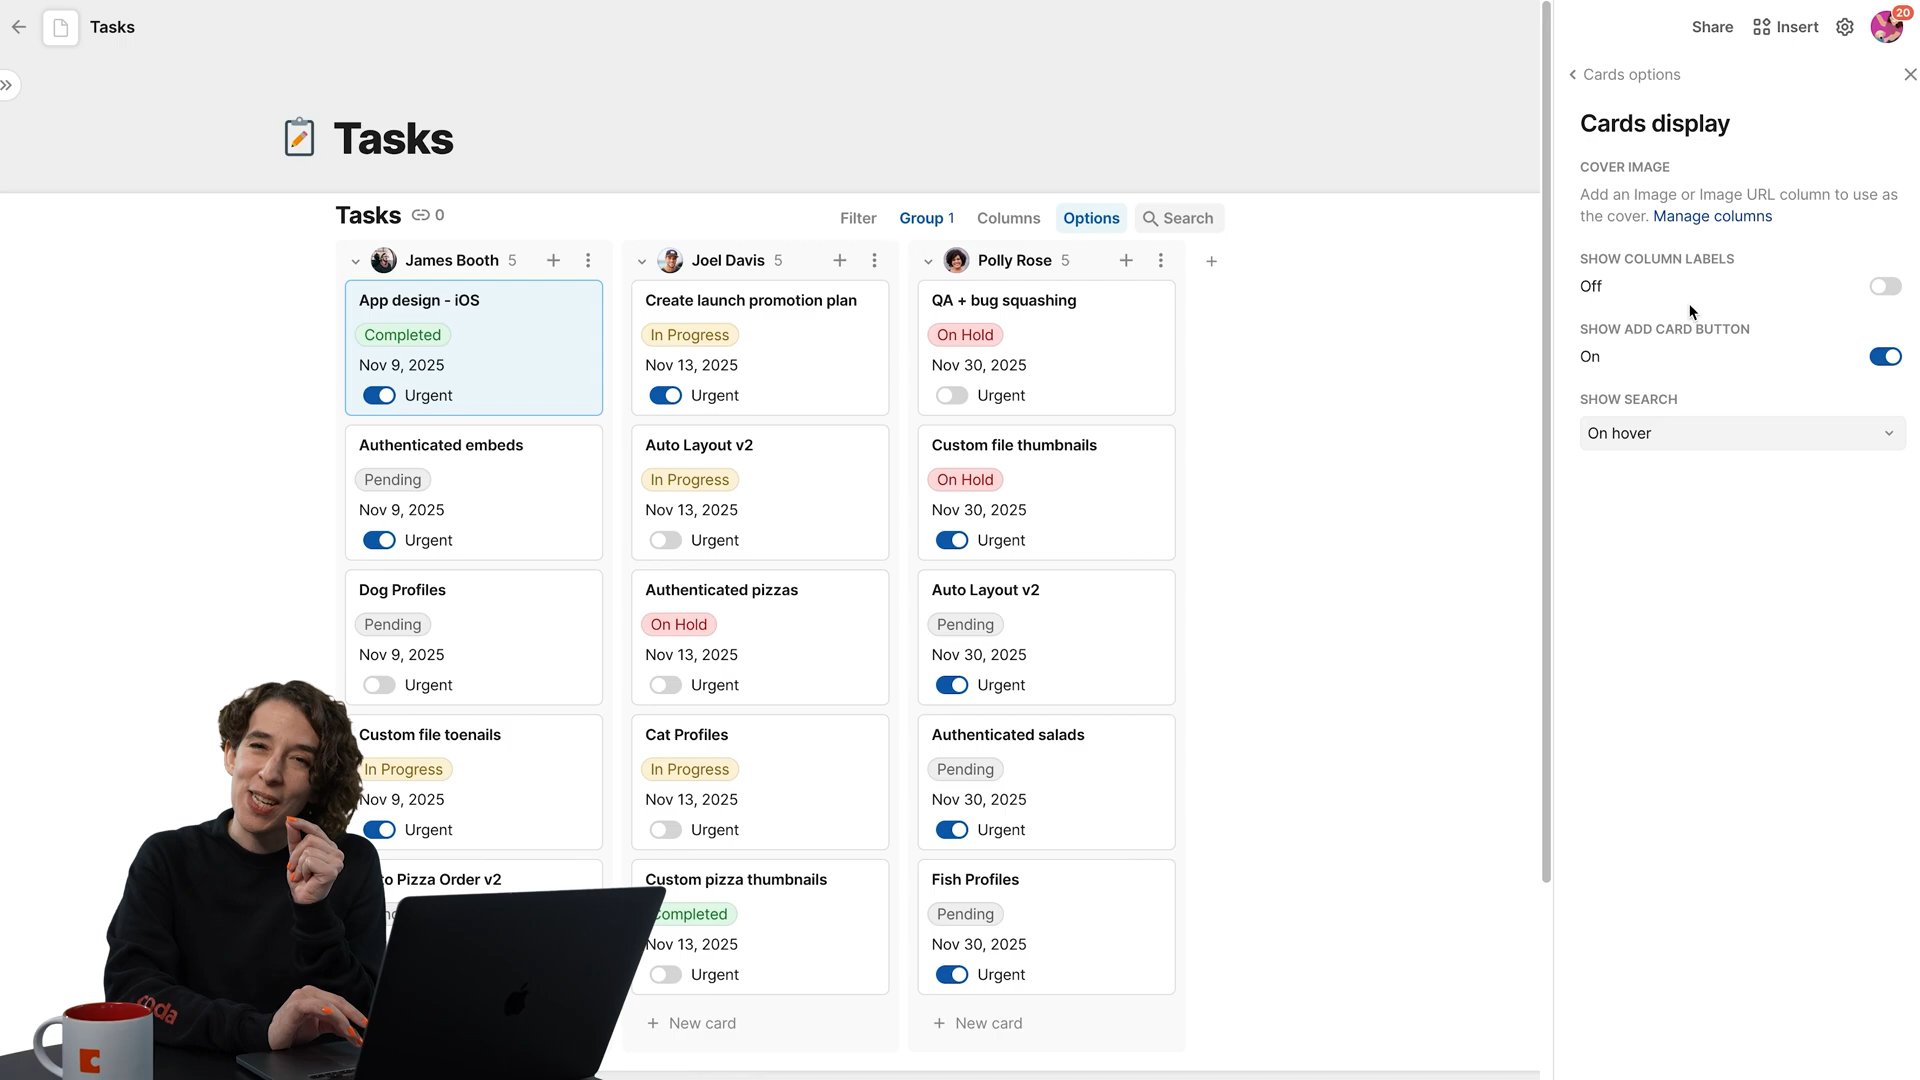 Tasks
Share
Insert
20
Cards options
Tasks
Cards display
COVER IMAGE
Add an Image or Image URL column to use as
the cover. Manage columns
SHOW COLUMN LABELS
Off
SHOW ADD CARD BUTTON
On
SHOW SEARCH
On hover
Tasks 0
Filter
Group 1
Columns
Options
Search
James Booth 5
App design - iOS
Completed
Nov 9, 2025
Urgent
Authenticated embeds
Pending
Nov 9, 2025
Urgent
Dog Profiles
Pending
Nov 9, 2025
Urgent
Custom file toenails
In Progress
Nov 9, 2025
Urgent
Pizza Order v2
Joel Davis 5
Create launch promotion plan
In Progress
Nov 13, 2025
Urgent
Auto Layout v2
In Progress
Nov 13, 2025
Urgent
Authenticated pizzas
On Hold
Nov 13, 2025
Urgent
Cat Profiles
In Progress
Nov 13, 2025
Urgent
Custom pizza thumbnails
Completed
Nov 13, 2025
Urgent
New card
Polly Rose 5
QA + bug squashing
On Hold
Nov 30, 2025
Urgent
Custom file thumbnails
On Hold
Nov 30, 2025
Urgent
Auto Layout v2
Pending
Nov 30, 2025
Urgent
Authenticated salads
Pending
Nov 30, 2025
Urgent
Fish Profiles
Pending
Nov 30, 2025
Urgent
New card
coda